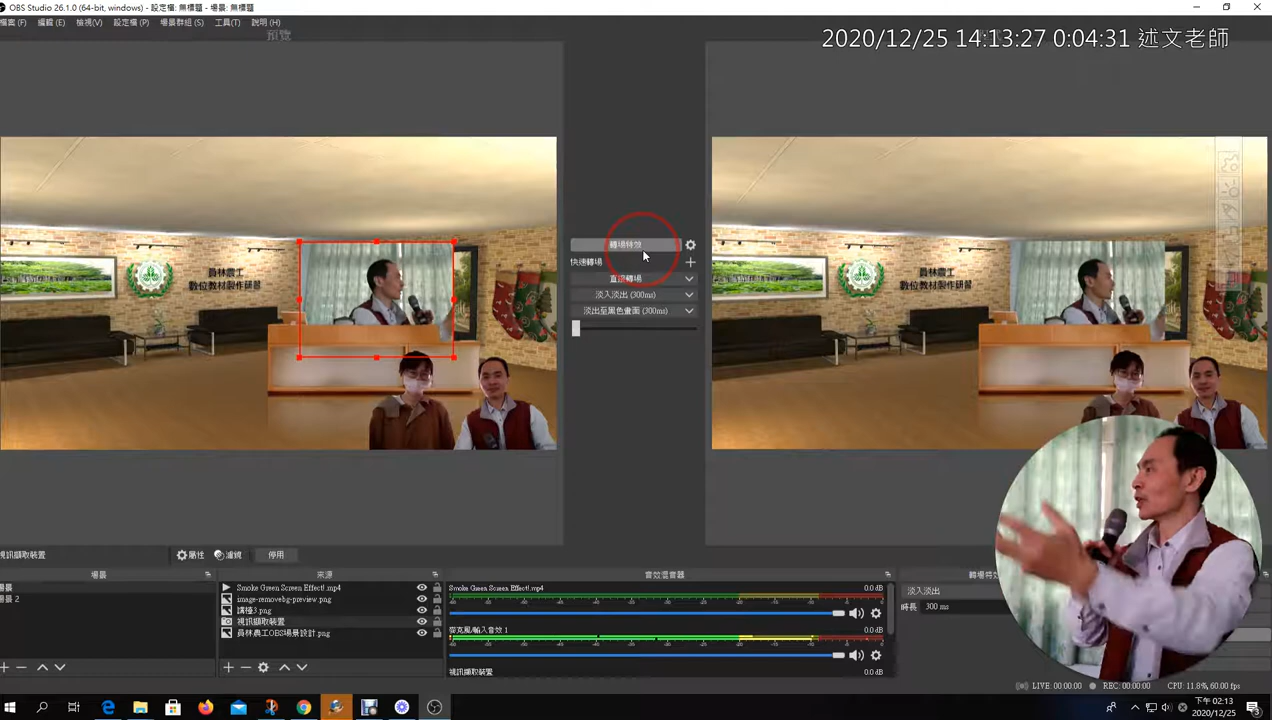 OBS Studio 26.1.0 (64-bit, windows) - 設定檔: 無標題 - 場景: 無標題
檔案 (F) 編輯 (E) 檢視(V) 設定檔 (P) 場景群組 (S) 工具(T) 說明 (H)
預覽
2020/12/25 14:13:27 0:04:31 述文老師
員林農工
數位教材製作研習
轉場特效
快速轉場
直接轉場
淡入淡出 (300ms)
淡出至黑色畫面 (300ms)
員林農工
數位教材製作研習
視訊擷取裝置
屬性
濾鏡
停用
場景
來源
音效混音器
轉場特效
場景
場景 2
Smoke Green Screen Effect!.mp4
image-removebg-preview.png
講檯3.png
視訊擷取裝置
員林農工OBS場景設計.png
Smoke Green Screen Effect!.mp4
0.0 dB
麥克風/輸入音效 1
0.0 dB
視訊擷取裝置
0.0 dB
淡入淡出
時長 300 ms
LIVE: 00:00:00
REC: 00:00:00
CPU: 11.8%, 60.00 fps
下午 02:13
2020/12/25